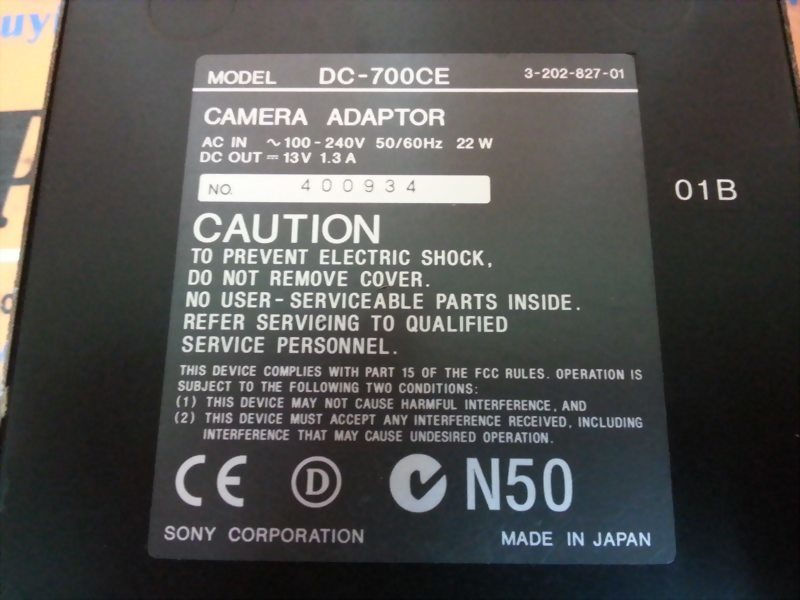 uy
MODEL DC-700CE 3-202-827-01
CAMERA ADAPTOR
AC IN ~100-240V 50/60Hz 22 W
DC OUT ⎓ 13V 1.3 A
NO. 400934
01B
CAUTION
TO PREVENT ELECTRIC SHOCK,
DO NOT REMOVE COVER.
NO USER-SERVICEABLE PARTS INSIDE.
REFER SERVICING TO QUALIFIED
SERVICE PERSONNEL.
THIS DEVICE COMPLIES WITH PART 15 OF THE FCC RULES. OPERATION IS
SUBJECT TO THE FOLLOWING TWO CONDITIONS:
(1) THIS DEVICE MAY NOT CAUSE HARMFUL INTERFERENCE, AND
(2) THIS DEVICE MUST ACCEPT ANY INTERFERENCE RECEIVED, INCLUDING
INTERFERENCE THAT MAY CAUSE UNDESIRED OPERATION.
CE D N50
SONY CORPORATION MADE IN JAPAN